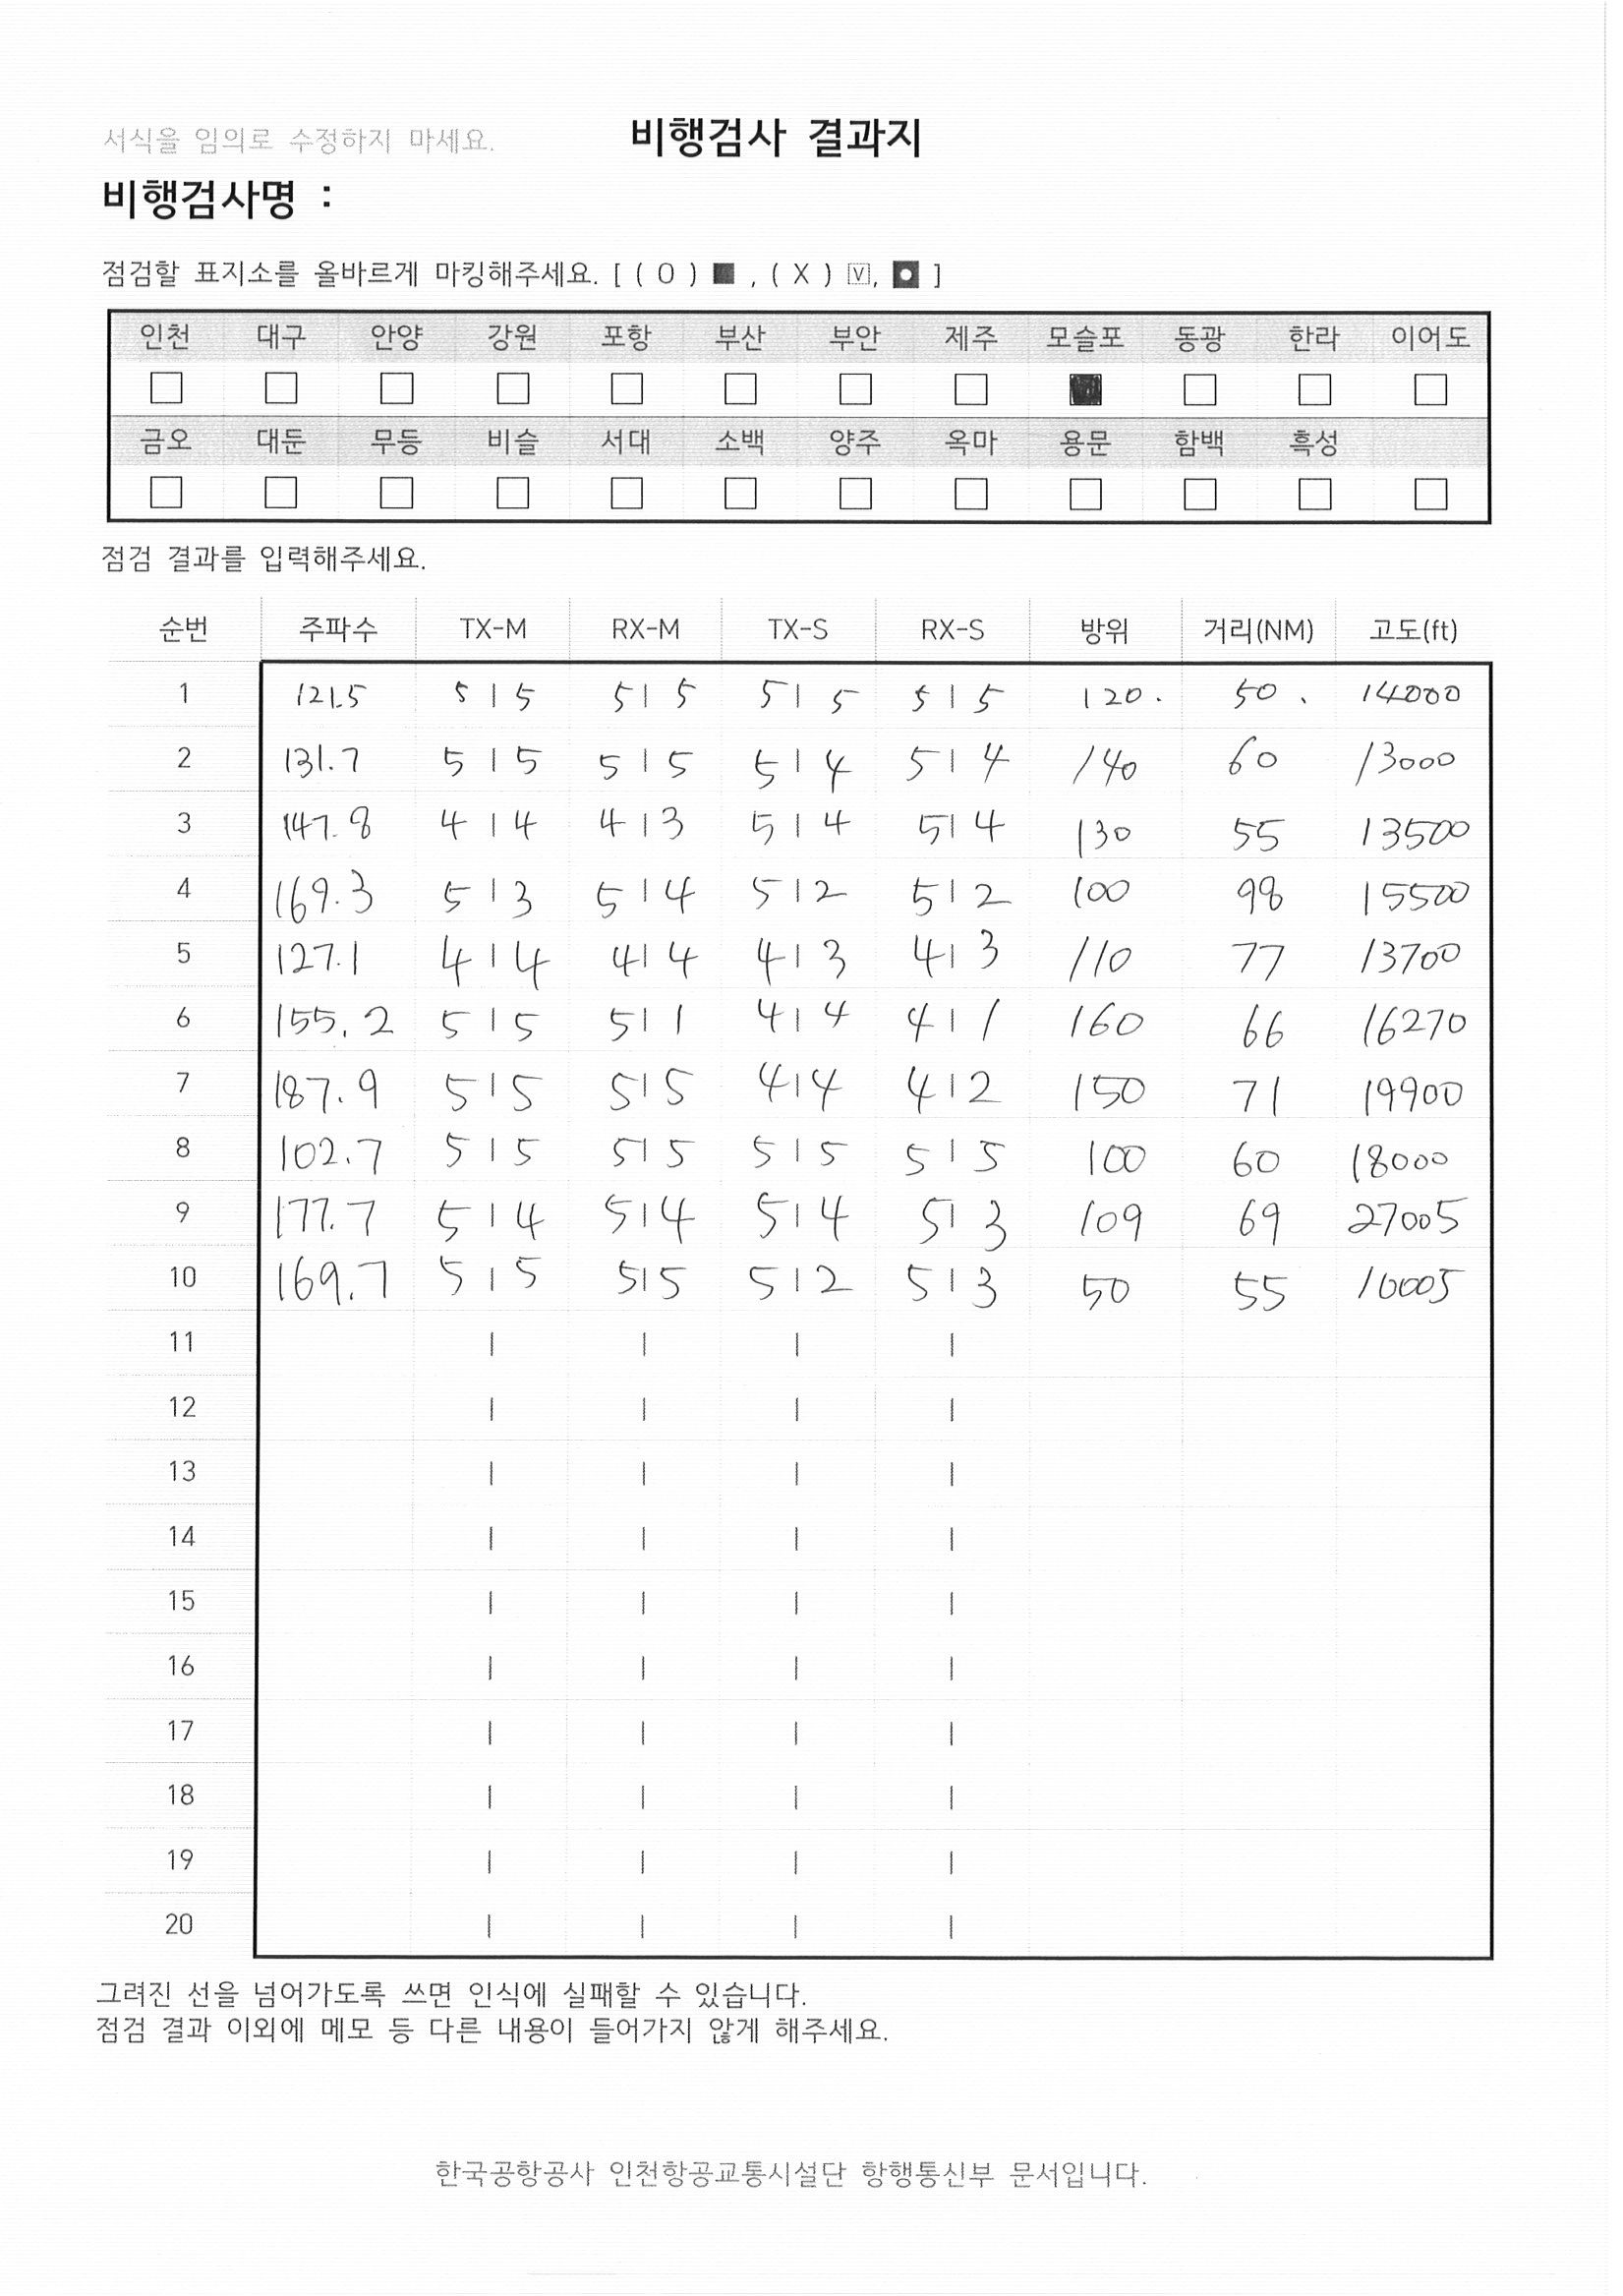 서식을 임의로 수정하지 마세요.
비행검사 결과지
비행검사명 :
점검할 표지소를 올바르게 마킹해주세요. [ ( O ) ■ , ( X ) ☑, ▣ ]
인천 대구 안양 강원 포항 부산 부안 제주 모슬포 동광 한라 이어도
□ □ □ □ □ □ □ □ ■ □ □ □
금오 대둔 무등 비슬 서대 소백 양주 옥마 용문 함백 흑성
□ □ □ □ □ □ □ □ □ □ □ □
점검 결과를 입력해주세요.
순번 주파수 TX-M RX-M TX-S RX-S 방위 거리(NM) 고도(ft)
1 121.5 5 | 5 5 | 5 5 | 5 5 | 5 120. 50. 14000
2 131.7 5 | 5 5 | 5 5 | 4 5 | 4 140 60 13000
3 147.8 4 | 4 4 | 3 5 | 4 5 | 4 130 55 13500
4 169.3 5 | 3 5 | 4 5 | 2 5 | 2 100 98 15500
5 127.1 4 | 4 4 | 4 4 | 3 4 | 3 110 77 13700
6 155.2 5 | 5 5 | 1 4 | 4 4 | 1 160 66 16270
7 187.9 5 | 5 5 | 5 4 | 4 4 | 2 150 71 19900
8 102.7 5 | 5 5 | 5 5 | 5 5 | 5 100 60 18000
9 177.7 5 | 4 5 | 4 5 | 4 5 | 3 109 69 27005
10 169.7 5 | 5 5 | 5 5 | 2 5 | 3 50 55 10005
11 | | | |
12 | | | |
13 | | | |
14 | | | |
15 | | | |
16 | | | |
17 | | | |
18 | | | |
19 | | | |
20 | | | |
그려진 선을 넘어가도록 쓰면 인식에 실패할 수 있습니다.
점검 결과 이외에 메모 등 다른 내용이 들어가지 않게 해주세요.
한국공항공사 인천항공교통시설단 항행통신부 문서입니다.